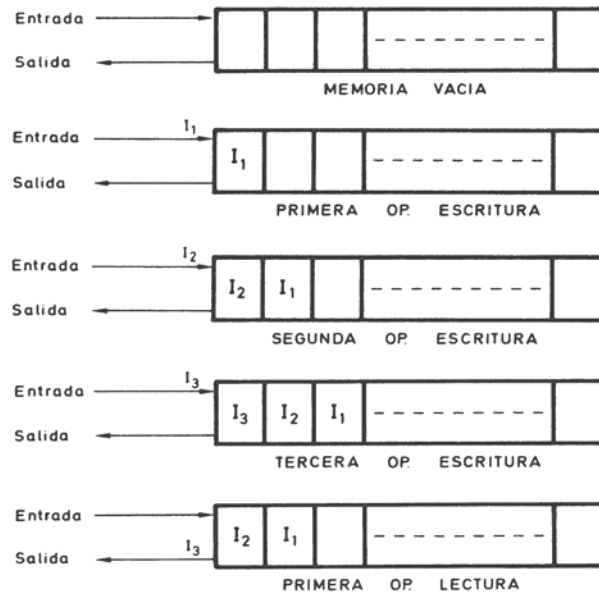 Entrada
Salida
MEMORIA VACIA
Entrada I₁
I₁
Salida
PRIMERA OP. ESCRITURA
Entrada I₂
I₂ I₁
Salida
SEGUNDA OP. ESCRITURA
Entrada I₃
I₃ I₂ I₁
Salida
TERCERA OP. ESCRITURA
Entrada
I₂ I₁
Salida I₃
PRIMERA OP. LECTURA